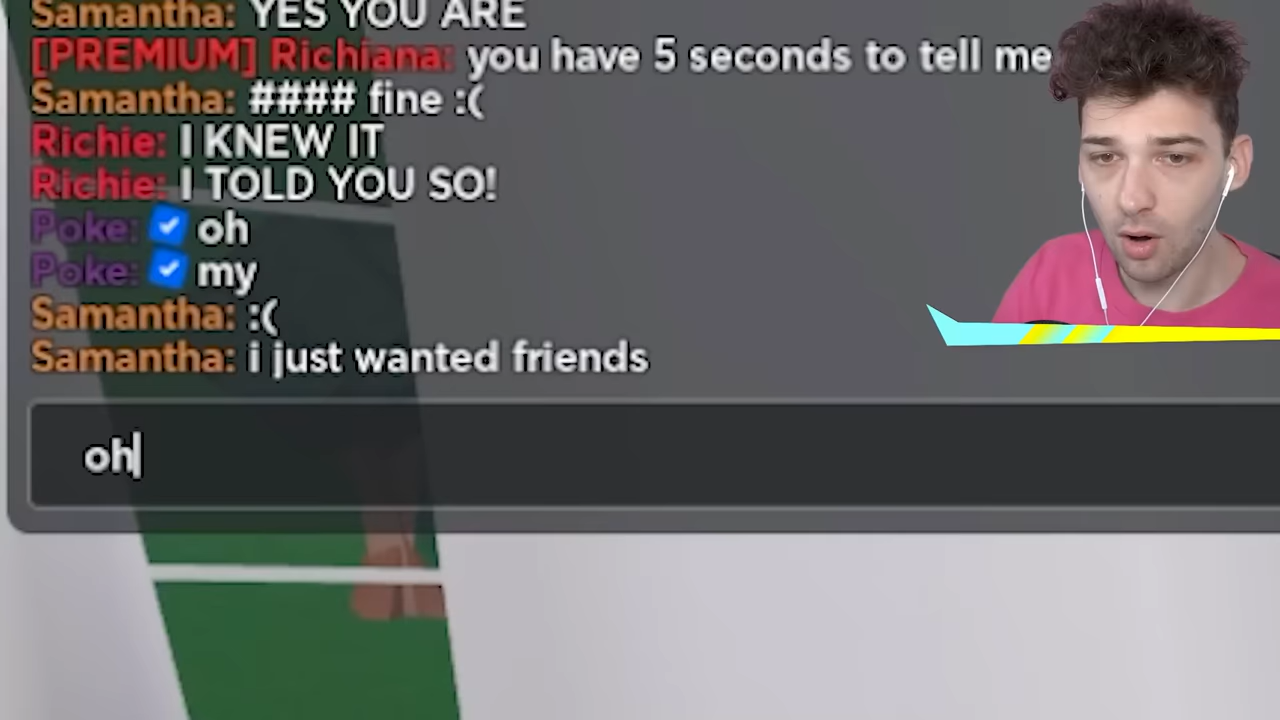 Samantha: YES YOU ARE
[PREMIUM] Richiana: you have 5 seconds to tell me
Samantha: #### fine :(
Richie: I KNEW IT
Richie: I TOLD YOU SO!
Poke: oh
Poke: my
Samantha: :(
Samantha: i just wanted friends
oh